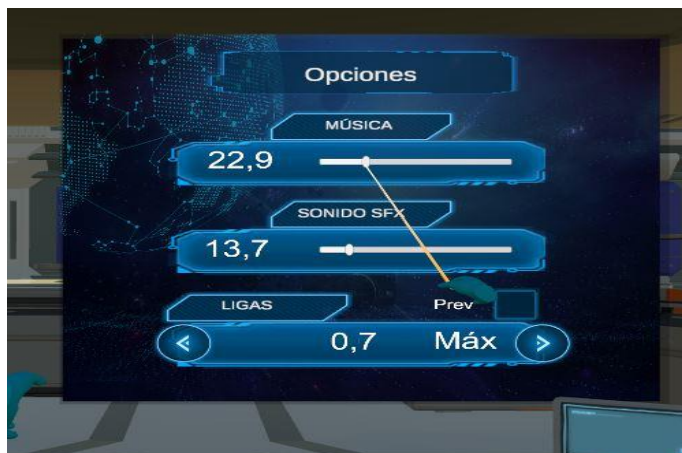 Opciones
MÚSICA
22,9
SONIDO SFX
13,7
LIGAS Prev
< 0,7 Máx >